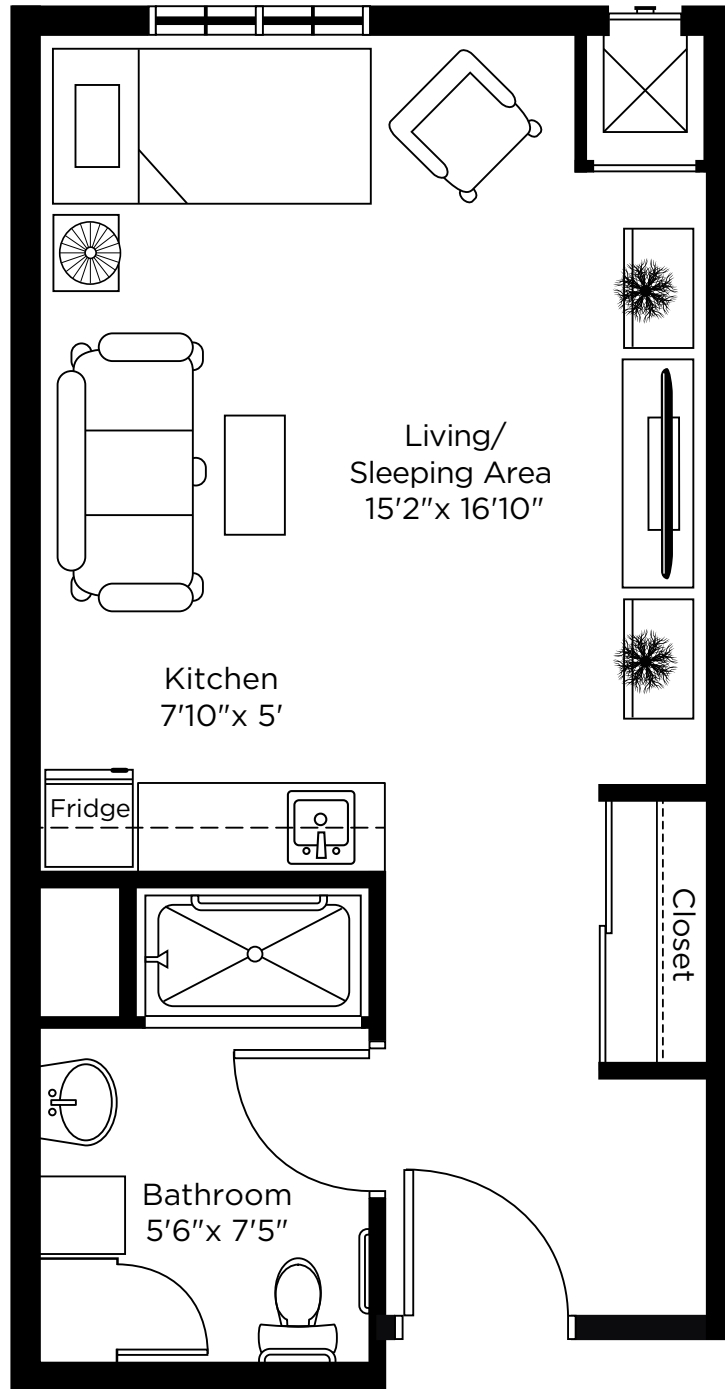 Living/
Sleeping Area
15'2"x 16'10"
Kitchen
7'10"x 5'
Fridge
Closet
Bathroom
5'6"x 7'5"